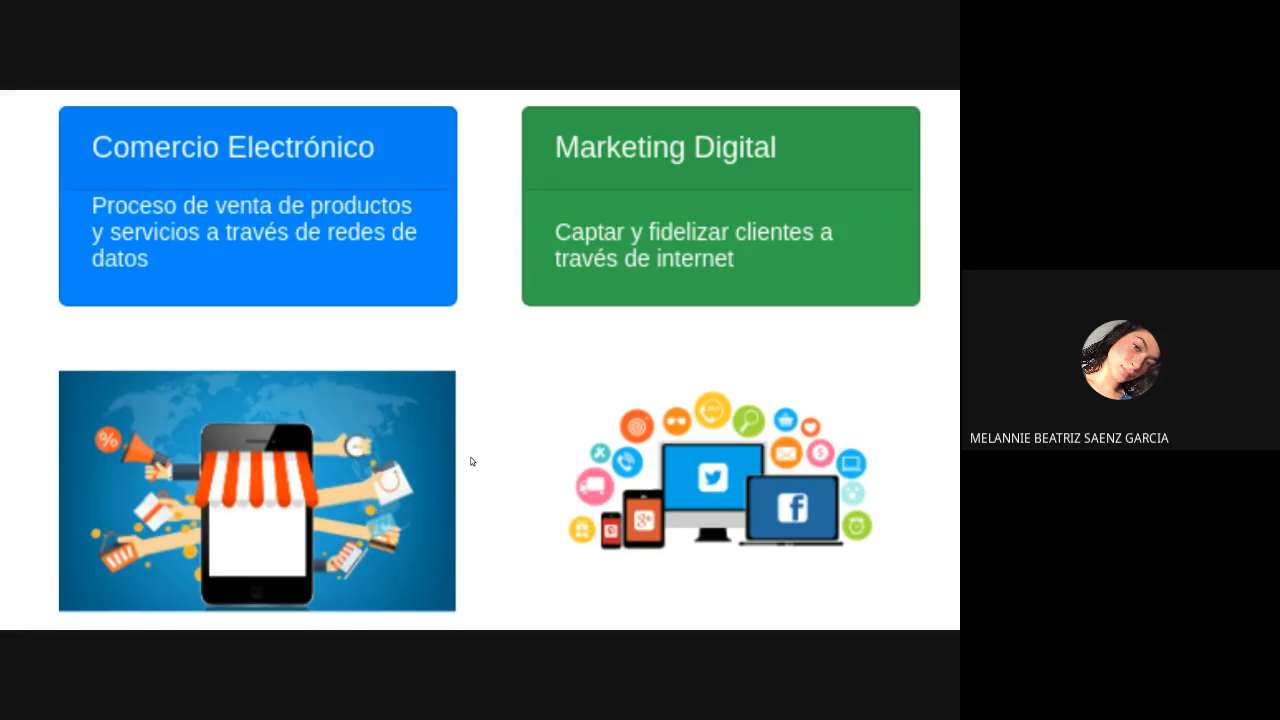 Comercio Electrónico
Proceso de venta de productos
y servicios a través de redes de
datos
Marketing Digital
Captar y fidelizar clientes a
través de internet
%
MELANNIE BEATRIZ SAENZ GARCIA